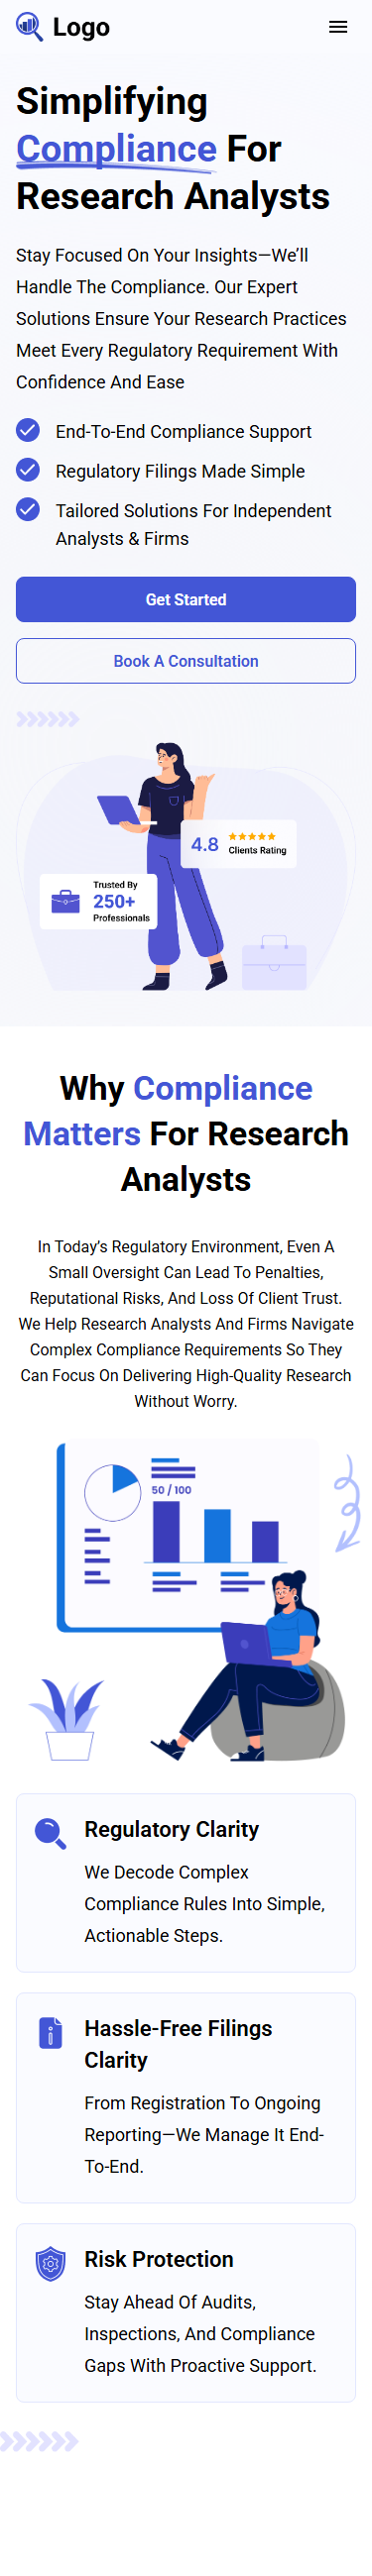 Logo
Simplifying
Compliance For
Research Analysts
Stay Focused On Your Insights—We’ll
Handle The Compliance. Our Expert
Solutions Ensure Your Research Practices
Meet Every Regulatory Requirement With
Confidence And Ease
End-To-End Compliance Support
Regulatory Filings Made Simple
Tailored Solutions For Independent
Analysts & Firms
Get Started
Book A Consultation
4.8
Clients Rating
Trusted By
250+
Professionals
Why Compliance
Matters For Research
Analysts
In Today’s Regulatory Environment, Even A
Small Oversight Can Lead To Penalties,
Reputational Risks, And Loss Of Client Trust.
We Help Research Analysts And Firms Navigate
Complex Compliance Requirements So They
Can Focus On Delivering High-Quality Research
Without Worry.
50 / 100
Regulatory Clarity
We Decode Complex
Compliance Rules Into Simple,
Actionable Steps.
Hassle-Free Filings
Clarity
From Registration To Ongoing
Reporting—We Manage It End-
To-End.
Risk Protection
Stay Ahead Of Audits,
Inspections, And Compliance
Gaps With Proactive Support.